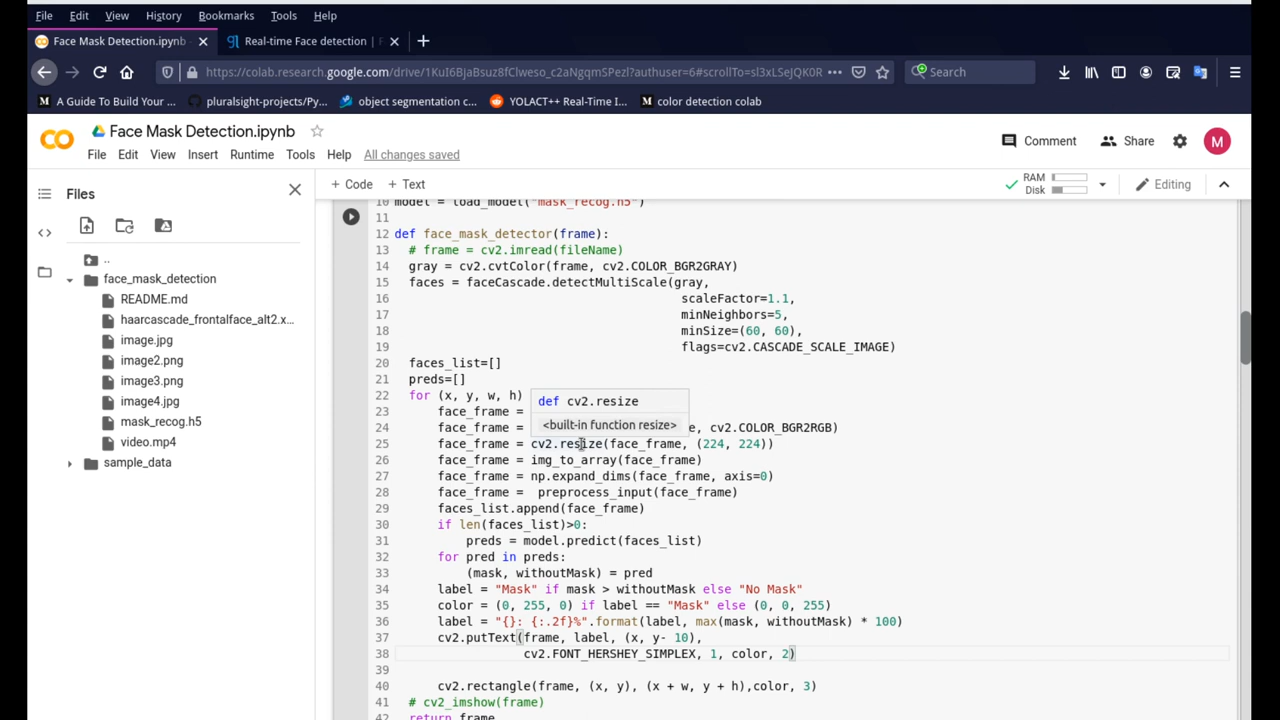 File Edit View History Bookmarks Tools Help
Face Mask Detection.ipynb
Real-time Face detection | F
https://colab.research.google.com/drive/1KuI6BjaBsuz8fClweso_c2aNgqmSPezl?authuser=6#scrollTo=sl3xLSeJQK0R
Search
A Guide To Build Your ...
pluralsight-projects/Py...
object segmentation c...
YOLACT++ Real-Time I...
color detection colab
Face Mask Detection.ipynb
Comment
Share
M
File Edit View Insert Runtime Tools Help All changes saved
Files
+ Code + Text
RAM
Disk
Editing
..
face_mask_detection
README.md
haarcascade_frontalface_alt2.x...
image.jpg
image2.png
image3.png
image4.jpg
mask_recog.h5
video.mp4
sample_data
10 model = load_model("mask_recog.h5")
11
12 def face_mask_detector(frame):
13 # frame = cv2.imread(fileName)
14 gray = cv2.cvtColor(frame, cv2.COLOR_BGR2GRAY)
15 faces = faceCascade.detectMultiScale(gray,
16 scaleFactor=1.1,
17 minNeighbors=5,
18 minSize=(60, 60),
19 flags=cv2.CASCADE_SCALE_IMAGE)
20 faces_list=[]
21 preds=[]
22 for (x, y, w, h)
def cv2.resize
<built-in function resize>
23 face_frame =
24 face_frame = e, cv2.COLOR_BGR2RGB)
25 face_frame = cv2.resize(face_frame, (224, 224))
26 face_frame = img_to_array(face_frame)
27 face_frame = np.expand_dims(face_frame, axis=0)
28 face_frame = preprocess_input(face_frame)
29 faces_list.append(face_frame)
30 if len(faces_list)>0:
31 preds = model.predict(faces_list)
32 for pred in preds:
33 (mask, withoutMask) = pred
34 label = "Mask" if mask > withoutMask else "No Mask"
35 color = (0, 255, 0) if label == "Mask" else (0, 0, 255)
36 label = "{}: {:.2f}%".format(label, max(mask, withoutMask) * 100)
37 cv2.putText(frame, label, (x, y- 10),
38 cv2.FONT_HERSHEY_SIMPLEX, 1, color, 2)
39
40 cv2.rectangle(frame, (x, y), (x + w, y + h),color, 3)
41 # cv2_imshow(frame)
42 return frame